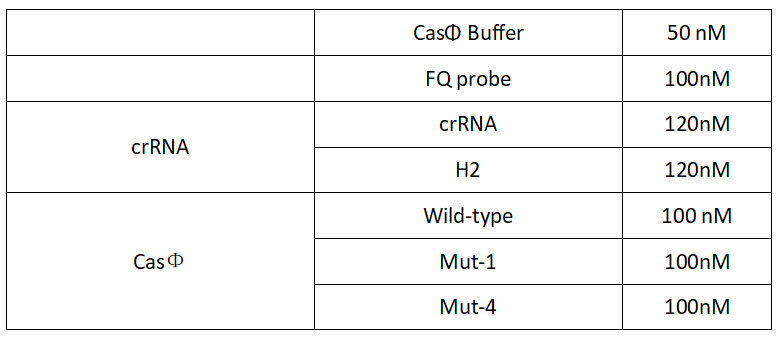 CasΦ Buffer 50 nM
FQ probe 100nM
crRNA crRNA 120nM
H2 120nM
CasΦ Wild-type 100 nM
Mut-1 100nM
Mut-4 100nM